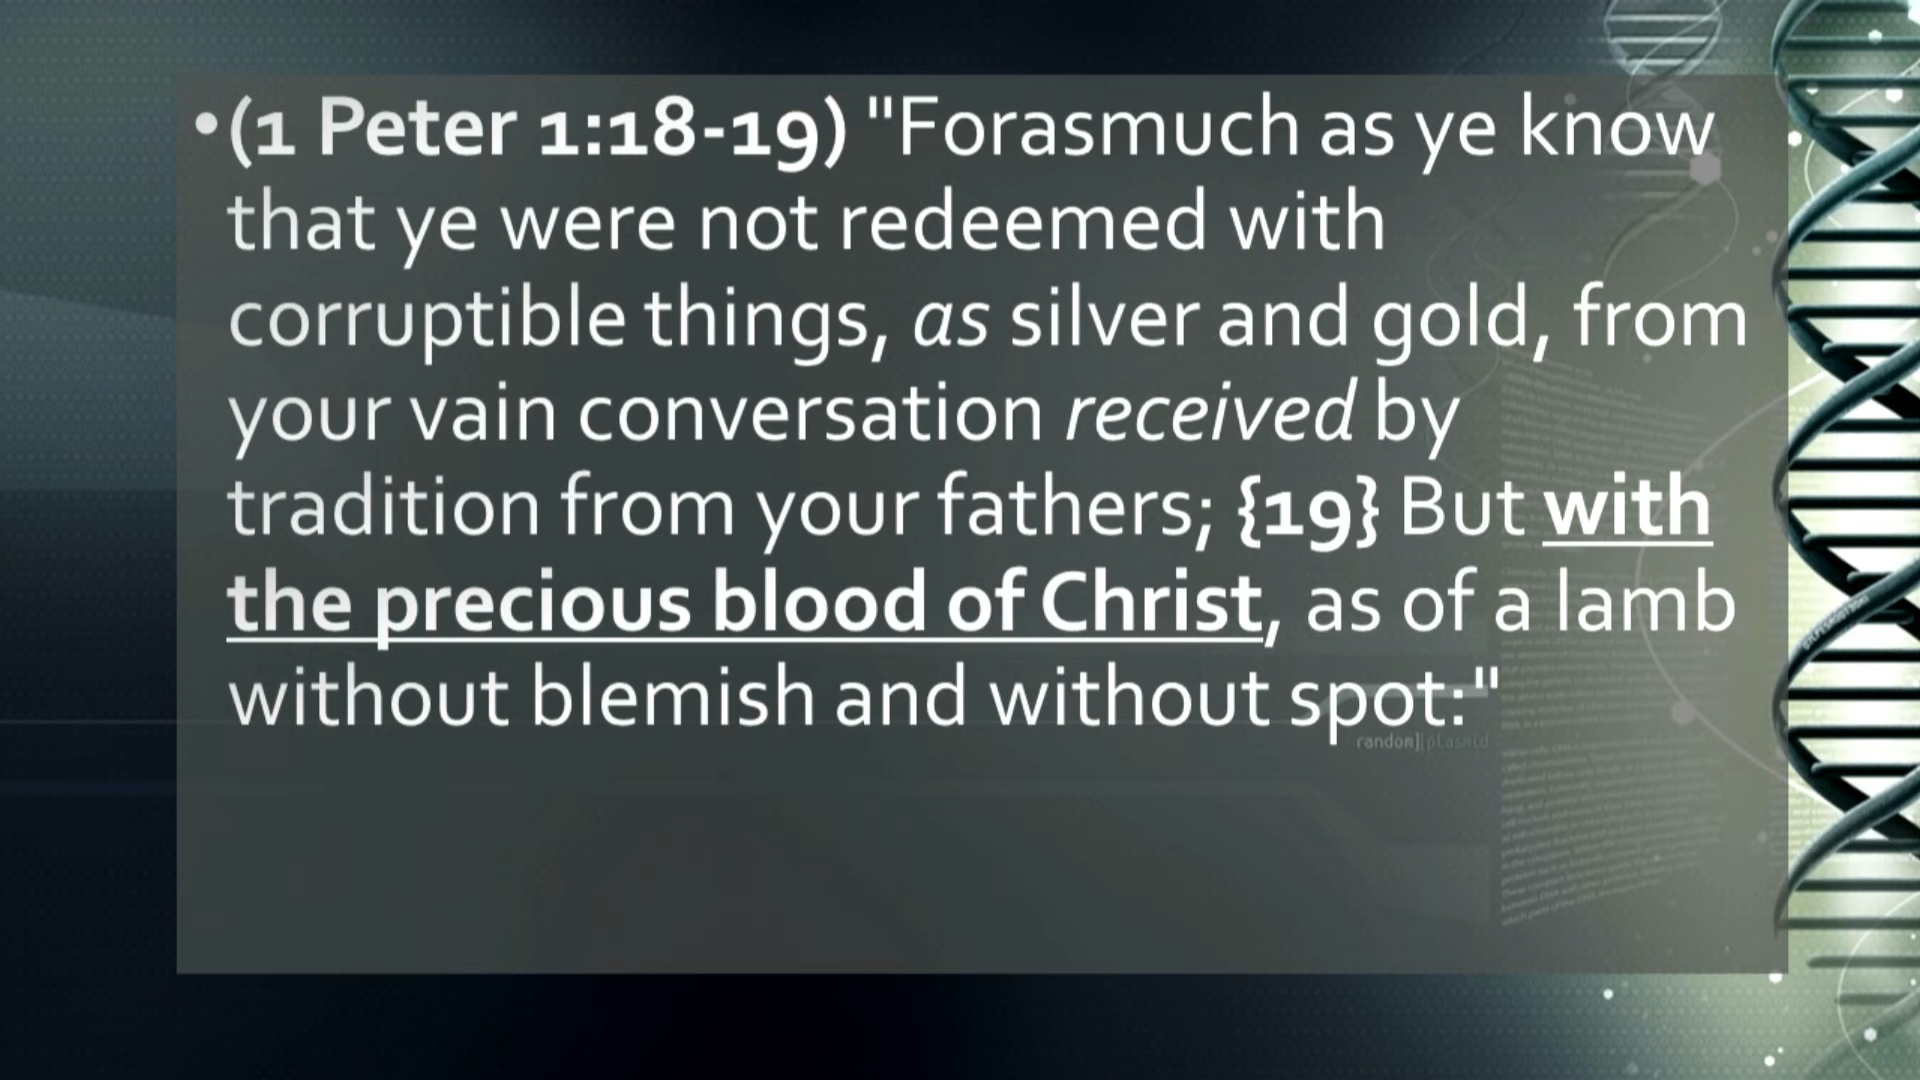 •(1 Peter 1:18-19) "Forasmuch as ye know
that ye were not redeemed with
corruptible things, as silver and gold, from
your vain conversation received by
tradition from your fathers; {19} But with
the precious blood of Christ, as of a lamb
without blemish and without spot:"
random][plasmid